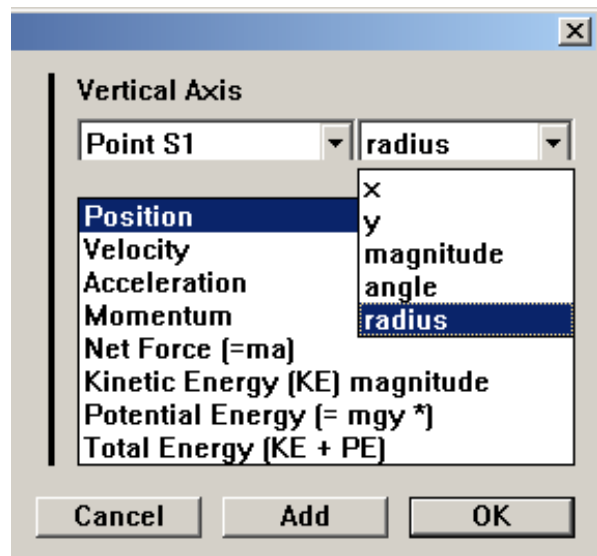 Vertical Axis
Point S1 radius
x
y
magnitude
angle
radius
Position
Velocity
Acceleration
Momentum
Net Force (=ma)
Kinetic Energy (KE) magnitude
Potential Energy (= mgy *)
Total Energy (KE + PE)
Cancel Add OK